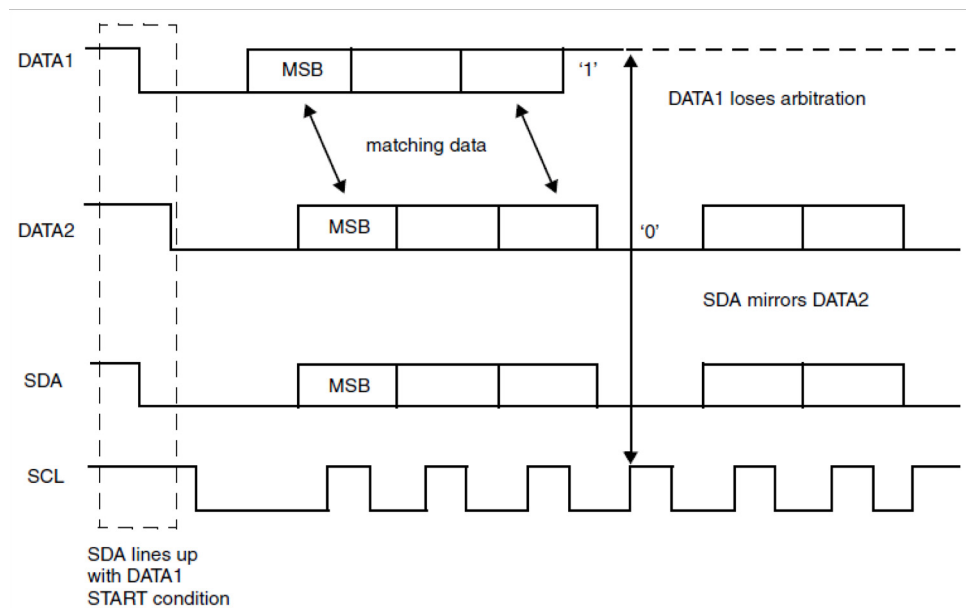 DATA1
MSB
‘1’
DATA1 loses arbitration
matching data
DATA2
MSB
‘0’
SDA mirrors DATA2
SDA
MSB
SCL
SDA lines up
with DATA1
START condition